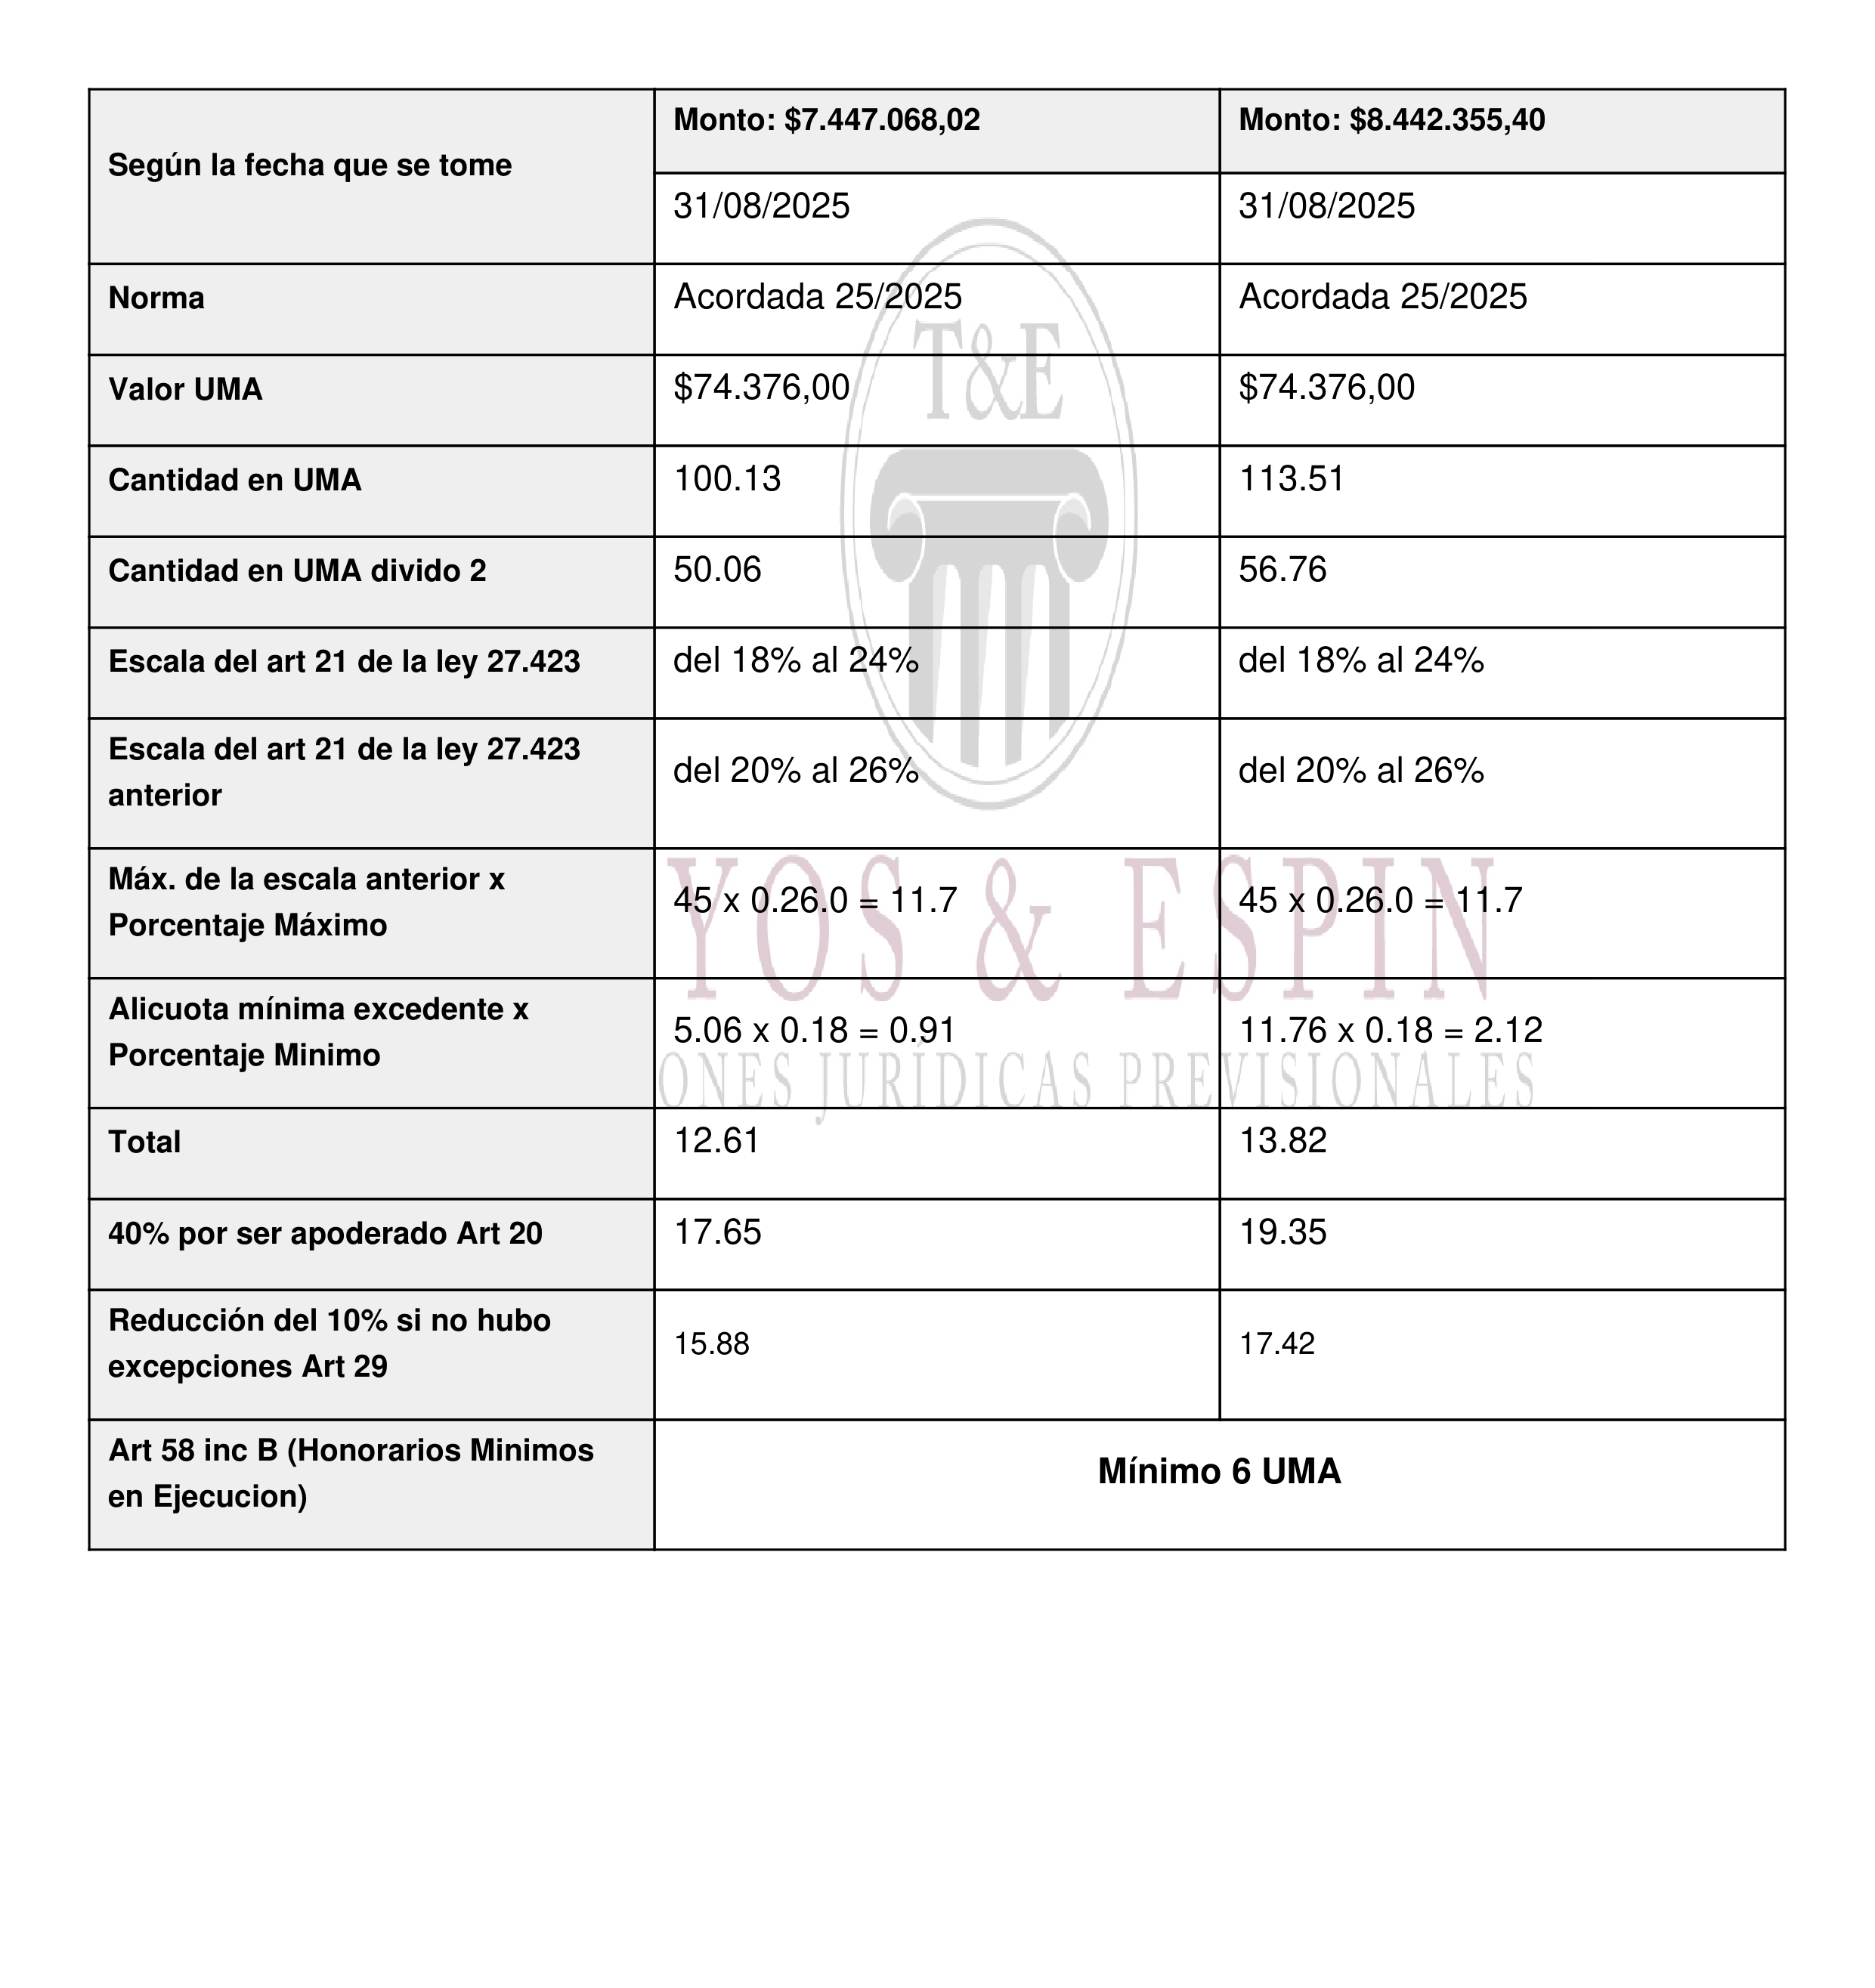 Según la fecha que se tome
Monto: $7.447.068,02
Monto: $8.442.355,40
31/08/2025
31/08/2025
Norma
Acordada 25/2025
Acordada 25/2025
Valor UMA
$74.376,00
$74.376,00
Cantidad en UMA
100.13
113.51
Cantidad en UMA divido 2
50.06
56.76
Escala del art 21 de la ley 27.423
del 18% al 24%
del 18% al 24%
Escala del art 21 de la ley 27.423
anterior
del 20% al 26%
del 20% al 26%
Máx. de la escala anterior x
Porcentaje Máximo
45 x 0.26.0 = 11.7
45 x 0.26.0 = 11.7
Alicuota mínima excedente x
Porcentaje Minimo
5.06 x 0.18 = 0.91
11.76 x 0.18 = 2.12
Total
12.61
13.82
40% por ser apoderado Art 20
17.65
19.35
Reducción del 10% si no hubo
excepciones Art 29
15.88
17.42
Art 58 inc B (Honorarios Minimos
en Ejecucion)
Mínimo 6 UMA
T&E
YOS & ESPIN
ONES JURÍDICAS PREVISIONALES